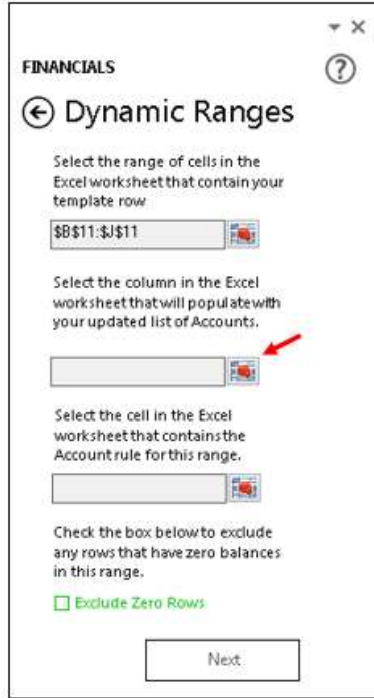 FINANCIALS
Dynamic Ranges
Select the range of cells in the
Excel worksheet that contain your
template row
$B$11:$J$11
Select the column in the Excel
worksheet that will populate with
your updated list of Accounts.
Select the cell in the Excel
worksheet that contains the
Account rule for this range.
Check the box below to exclude
any rows that have zero balances
in this range.
Exclude Zero Rows
Next